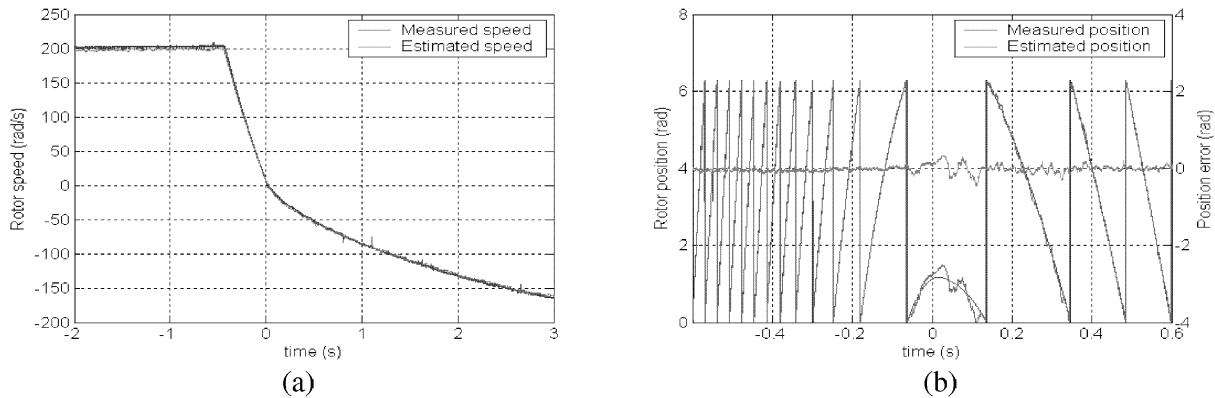 250
200
150
100
50
0
-50
-100
-150
-200
Rotor speed (rad/s)
Measured speed
Estimated speed
-2 -1 0 1 2 3
time (s)
(a)
8
6
4
2
0
Rotor position (rad)
Measured position
Estimated position
4
2
0
-2
-4
Position error (rad)
-0.4 -0.2 0 0.2 0.4 0.6
time (s)
(b)